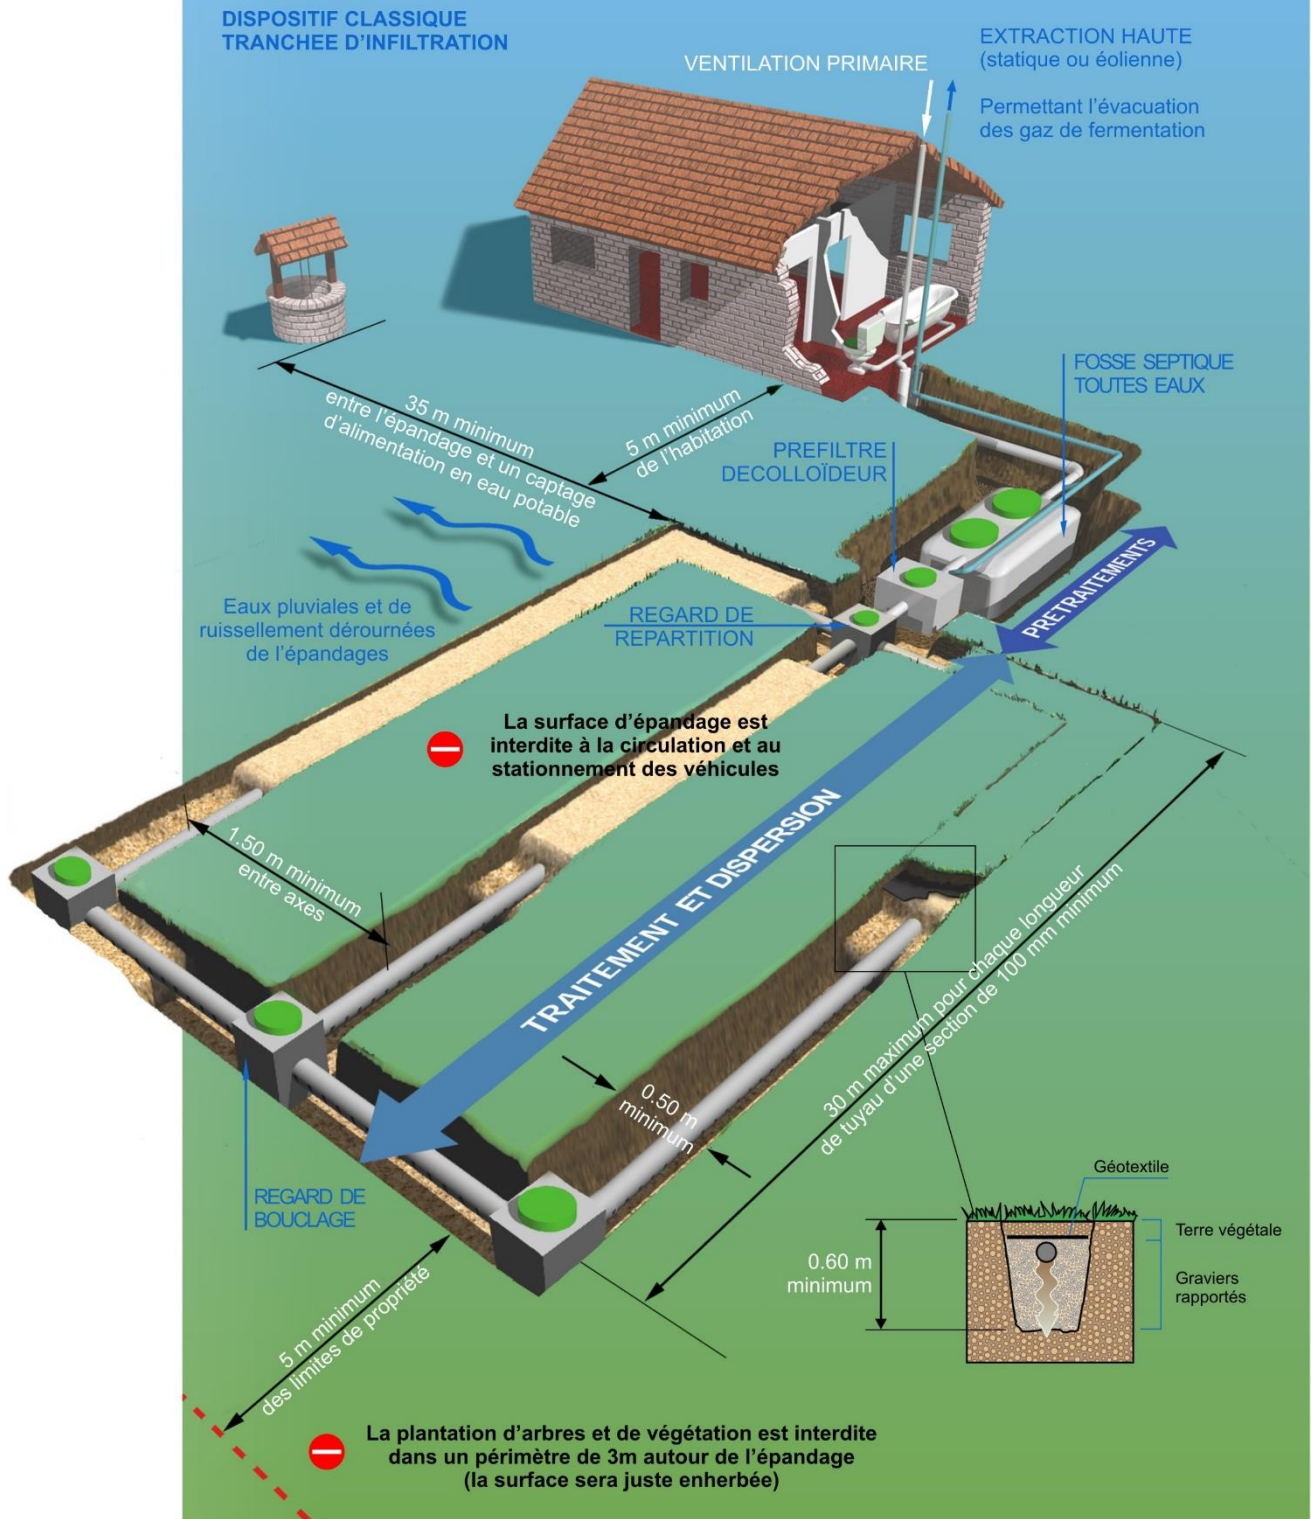 DISPOSITIF CLASSIQUE
TRANCHEE D'INFILTRATION
VENTILATION PRIMAIRE
EXTRACTION HAUTE
(statique ou éolienne)
Permettant l'évacuation
des gaz de fermentation
FOSSE SEPTIQUE
TOUTES EAUX
35 m minimum
entre l'épandage et un captage
d'alimentation en eau potable
5 m minimum
de l'habitation
PREFILTRE
DECOLLOÏDEUR
PRETRAITEMENTS
Eaux pluviales et de
ruissellement dérournées
de l'épandages
REGARD DE
REPARTITION
La surface d'épandage est
interdite à la circulation et au
stationnement des véhicules
1.50 m minimum
entre axes
TRAITEMENT ET DISPERSION
30 m maximum pour chaque longueur
de tuyau d'une section de 100 mm minimum
0.50 m
minimum
REGARD DE
BOUCLAGE
Géotextile
Terre végétale
0.60 m
minimum
Graviers
rapportés
5 m minimum
des limites de propriété
La plantation d'arbres et de végétation est interdite
dans un périmètre de 3m autour de l'épandage
(la surface sera juste enherbée)